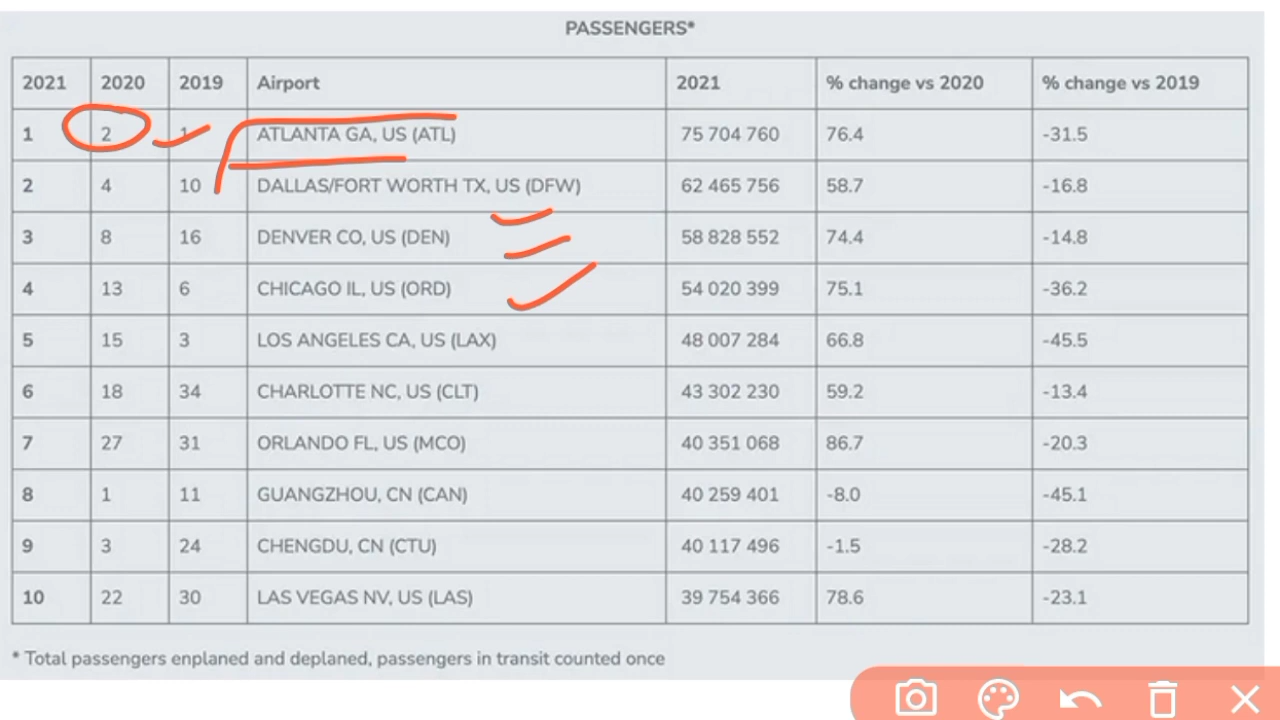 PASSENGERS*
2021 2020 2019 Airport 2021 % change vs 2020 % change vs 2019
1 2 1 ATLANTA GA, US (ATL) 75 704 760 76.4 -31.5
2 4 10 DALLAS/FORT WORTH TX, US (DFW) 62 465 756 58.7 -16.8
3 8 16 DENVER CO, US (DEN) 58 828 552 74.4 -14.8
4 13 6 CHICAGO IL, US (ORD) 54 020 399 75.1 -36.2
5 15 3 LOS ANGELES CA, US (LAX) 48 007 284 66.8 -45.5
6 18 34 CHARLOTTE NC, US (CLT) 43 302 230 59.2 -13.4
7 27 31 ORLANDO FL, US (MCO) 40 351 068 86.7 -20.3
8 1 11 GUANGZHOU, CN (CAN) 40 259 401 -8.0 -45.1
9 3 24 CHENGDU, CN (CTU) 40 117 496 -1.5 -28.2
10 22 30 LAS VEGAS NV, US (LAS) 39 754 366 78.6 -23.1
* Total passengers enplaned and deplaned, passengers in transit counted once